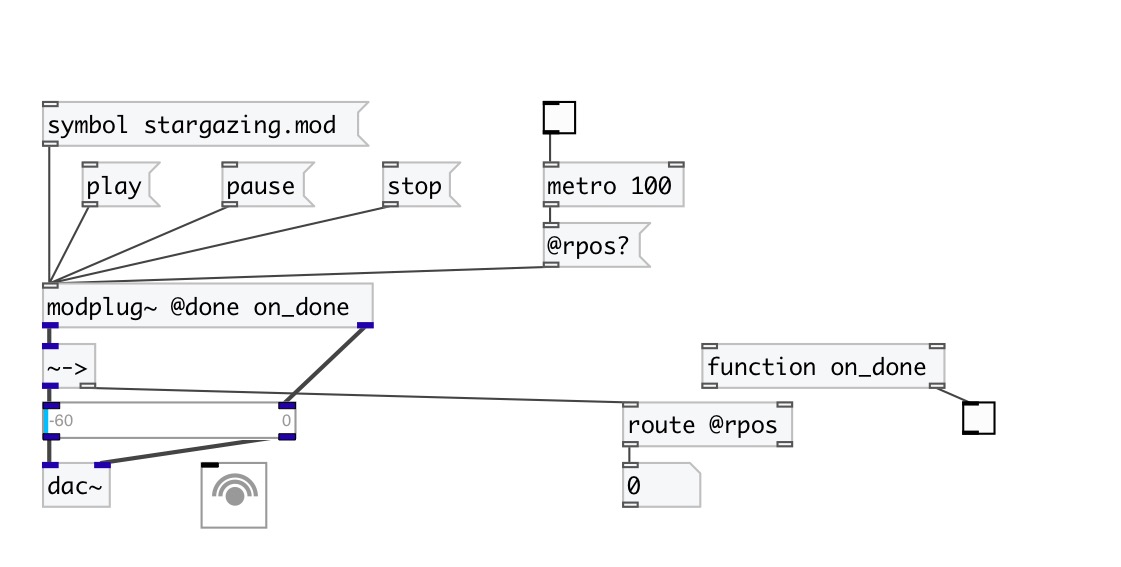 symbol stargazing.mod
play
pause
stop
metro 100
@rpos?
modplug~ @done on_done
~->
function on_done
-60
0
route @rpos
dac~
0